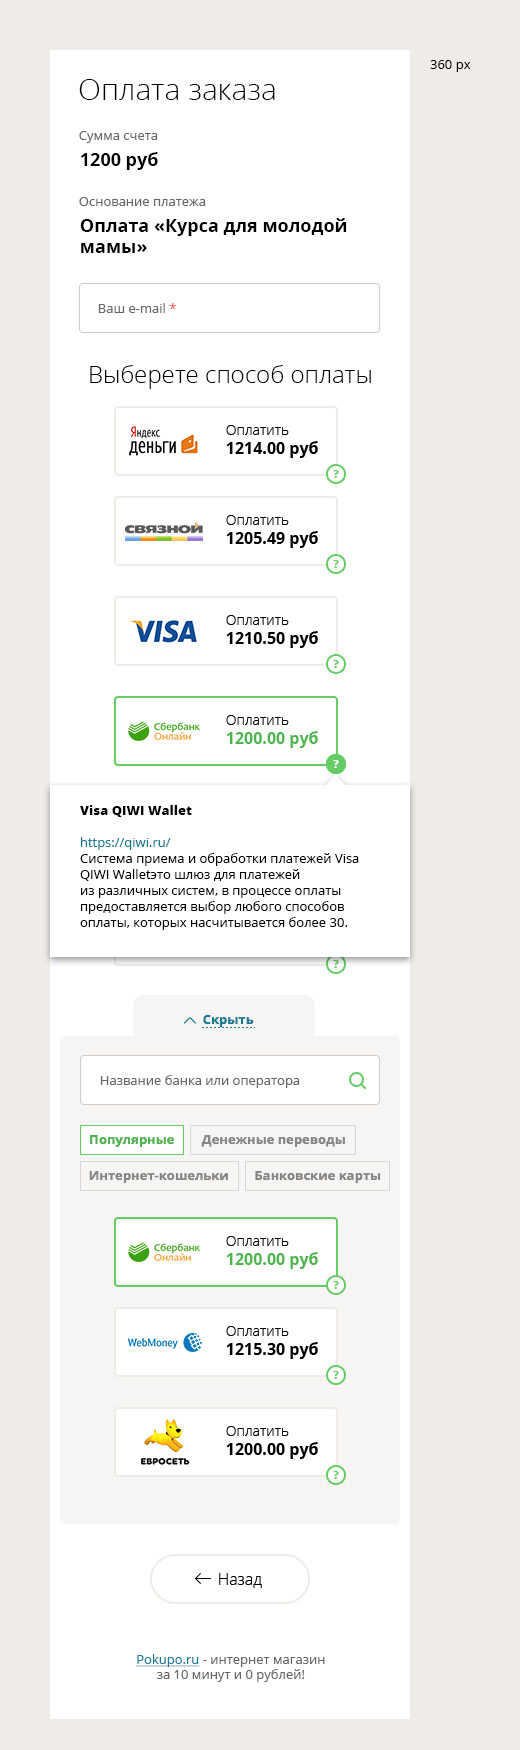 360 px
Оплата заказа
Сумма счета
1200 руб
Основание платежа
Оплата «Курса для молодой
мамы»
Ваш e-mail *
Выберете способ оплаты
Яндекс
деньги
Оплатить
1214.00 руб
?
связной
Оплатить
1205.49 руб
?
VISA
Оплатить
1210.50 руб
?
Сбербанк
Онлайн
Оплатить
1200.00 руб
?
Visa QIWI Wallet
https://qiwi.ru/
Система приема и обработки платежей Visa
QIWI Walletэто шлюз для платежей
из различных систем, в процессе оплаты
предоставляется выбор любого способов
оплаты, которых насчитывается более 30.
?
Скрыть
Название банка или оператора
Популярные
Денежные переводы
Интернет-кошельки
Банковские карты
Сбербанк
Онлайн
Оплатить
1200.00 руб
?
WebMoney
Оплатить
1215.30 руб
?
ЕВРОСЕТЬ
Оплатить
1200.00 руб
?
Назад
Pokupo.ru - интернет магазин
за 10 минут и 0 рублей!